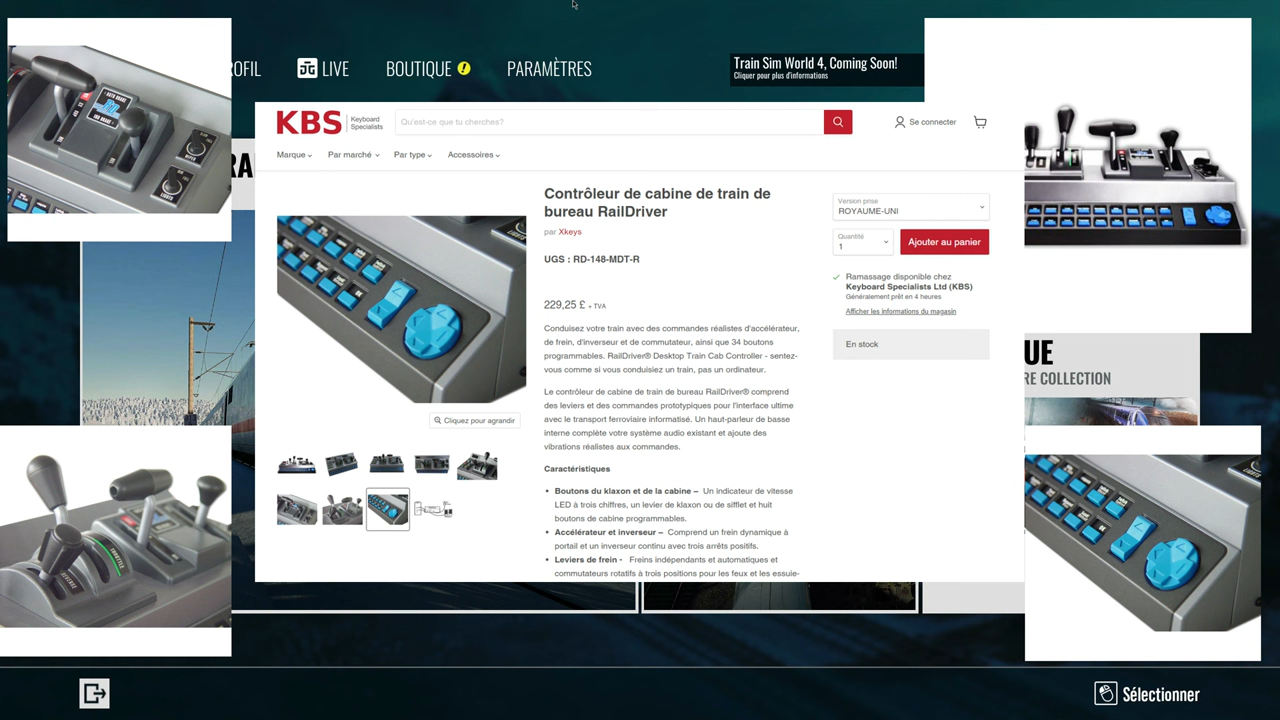 LIVE
BOUTIQUE
PARAMÈTRES
Train Sim World 4, Coming Soon!
Cliquer pour plus d'informations
KBS
Keyboard
Specialists
Qu'est-ce que tu cherches?
Se connecter
Marque
Par marché
Par type
Accessoires
Contrôleur de cabine de train de
bureau RailDriver
par Xkeys
UGS : RD-148-MDT-R
229,25 £ + TVA
Conduisez votre train avec des commandes réalistes d'accélérateur,
de frein, d'inverseur et de commutateur, ainsi que 34 boutons
programmables. RailDriver® Desktop Train Cab Controller - sentez-
vous comme si vous conduisiez un train, pas un ordinateur.
Le contrôleur de cabine de train de bureau RailDriver® comprend
des leviers et des commandes prototypiques pour l'interface ultime
avec le transport ferroviaire informatisé. Un haut-parleur de basse
interne complète votre système audio existant et ajoute des
vibrations réalistes aux commandes.
Caractéristiques
• Boutons du klaxon et de la cabine – Un indicateur de vitesse
LED à trois chiffres, un levier de klaxon ou de sifflet et huit
boutons de cabine programmables.
• Accélérateur et inverseur – Comprend un frein dynamique à
portail et un inverseur continu avec trois arrêts positifs.
• Leviers de frein - Freins indépendants et automatiques et
commutateurs rotatifs à trois positions pour les feux et les essuie-
Version prise
ROYAUME-UNI
Quantité
1
Ajouter au panier
Ramassage disponible chez
Keyboard Specialists Ltd (KBS)
Généralement prêt en 4 heures
Afficher les informations du magasin
En stock
Cliquez pour agrandir
UE
RE COLLECTION
AUTO BRAKE
THROTTLE
REVERSE
Sélectionner